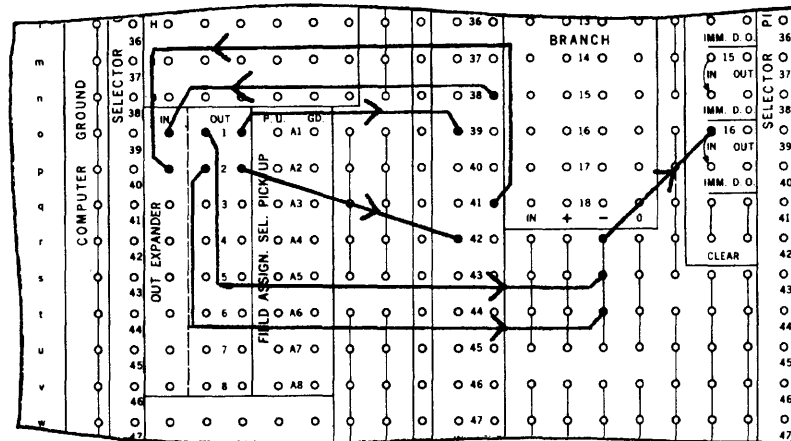 H 36 13 PI
36 BRANCH IMM. D.O. 36
m 37 14 15
37 IN OUT 37
n 38 15
38 IMM. D.O. 38
IN OUT P.U. GD.
o 1 A1 39 16 16
39 IN OUT 39
p 2 A2 40 17
40 IMM. D.O. 40
q 3 A3 41 18
41 IN + – 0 41
r 4 A4 42
42 CLEAR 42
s 5 A5 43
43 43
t 6 A6 44
44 44
u 7 A7 45
45 45
v 8 A8 46
46 46
w 47
47 47
COMPUTER GROUND
SELECTOR
OUT EXPANDER
FIELD ASSIGN. SEL. PICK UP
SELECTOR